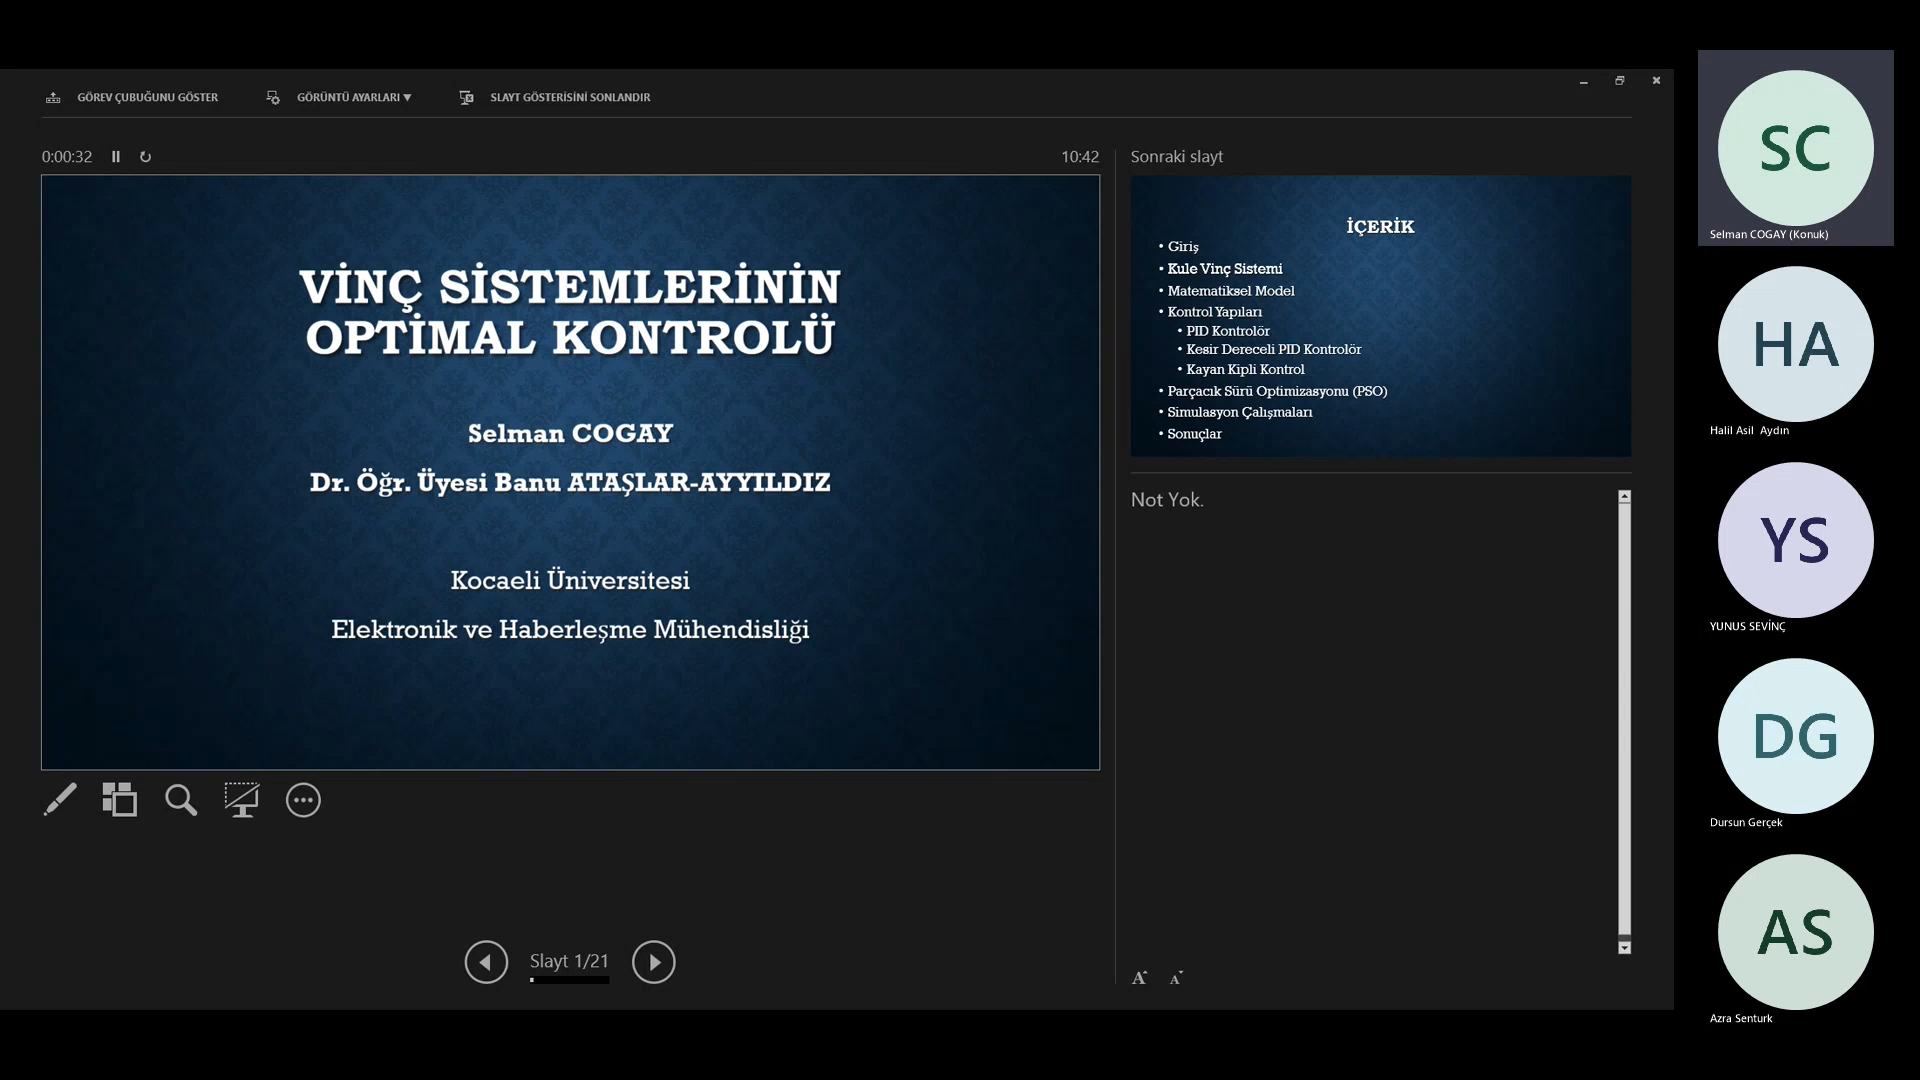 GÖREV ÇUBUĞUNU GÖSTER
GÖRÜNTÜ AYARLARI ▼
SLAYT GÖSTERİSİNİ SONLANDIR
0:00:32
10:42
VİNÇ SİSTEMLERİNİN
OPTİMAL KONTROLÜ
Selman COGAY
Dr. Öğr. Üyesi Banu ATAŞLAR-AYYILDIZ
Kocaeli Üniversitesi
Elektronik ve Haberleşme Mühendisliği
Slayt 1/21
Sonraki slayt
İÇERİK
• Giriş
• Kule Vinç Sistemi
• Matematiksel Model
• Kontrol Yapıları
• PID Kontrolör
• Kesir Dereceli PID Kontrolör
• Kayan Kipli Kontrol
• Parçacık Sürü Optimizasyonu (PSO)
• Simulasyon Çalışmaları
• Sonuçlar
Not Yok.
A A
SC
Selman COGAY (Konuk)
HA
Halil Asil Aydın
YS
YUNUS SEVİNÇ
DG
Dursun Gerçek
AS
Azra Senturk